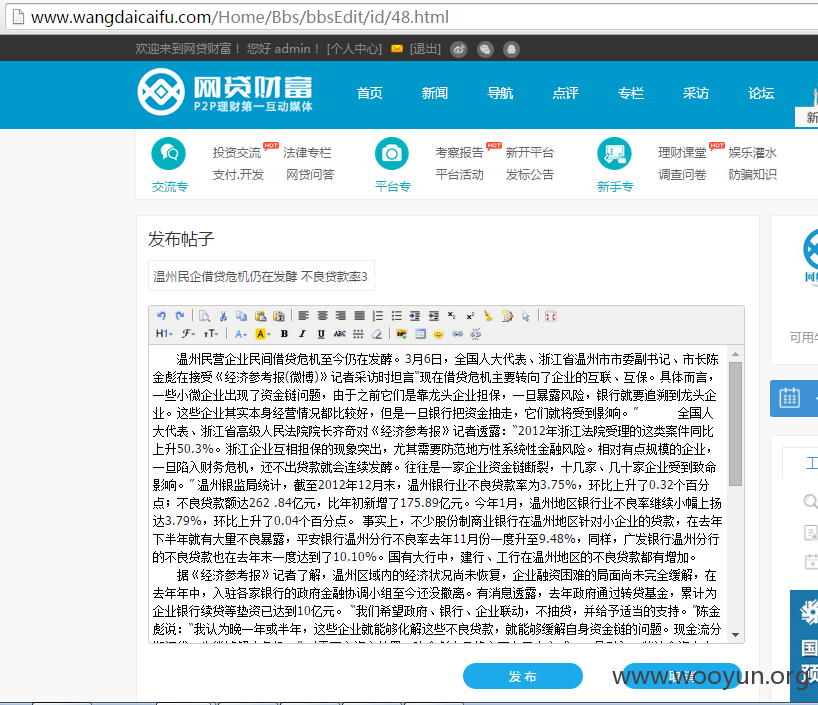 www.wangdaicaifu.com/Home/Bbs/bbsEdit/id/48.html
欢迎来到网贷财富！ 您好 admin！ [个人中心] [退出]
网贷财富
P2P理财第一互动媒体
首页 新闻 导航 点评 专栏 采访 论坛
新
投资交流 HOT 法律专栏 考察报告 HOT 新开平台 理财课堂 HOT 娱乐灌水
支付.开发 网贷问答 平台活动 发标公告 调查问卷 防骗知识
交流专 平台专 新手专
发布帖子
温州民企借贷危机仍在发酵 不良贷款率3.
可用牛
温州民营企业民间借贷危机至今仍在发酵。3月6日，全国人大代表、浙江省温州市市委副书记、市长陈
金彪在接受《经济参考报(微博)》记者采访时坦言“现在借贷危机主要转向了企业的互联、互保。具体而言，
一些小微企业出现了资金链问题，由于之前它们是靠龙头企业担保，一旦暴露风险，银行就要追溯到龙头企
业。这些企业其实本身经营情况都比较好，但是一旦银行把资金抽走，它们就将受到影响。” 全国人
大代表、浙江省高级人民法院院长齐奇对《经济参考报》记者透露：“2012年浙江法院受理的这类案件同比
上升50.3%。浙江企业互相担保的现象突出，尤其需要防范地方性系统性金融风险。相对有点规模的企业，
一旦陷入财务危机，还不出贷款就会连续发酵。往往是一家企业资金链断裂，十几家、几十家企业受到致命
影响。” 温州银监局统计，截至2012年12月末，温州银行业不良贷款率为3.75%，环比上升了0.32个百分
点；不良贷款额达262 .84亿元，比年初新增了175.89亿元。今年1月，温州地区银行业不良率继续小幅上扬
达3.79%，环比上升了0.04个百分点。 事实上，不少股份制商业银行在温州地区针对小企业的贷款，在去年
下半年就有大量不良暴露，平安银行温州分行不良率去年11月份一度升至9.48%，同样，广发银行温州分行
的不良贷款也在去年末一度达到了10.10%。国有大行中，建行、工行在温州地区的不良贷款都有增加。
据《经济参考报》记者了解，温州区域内的经济状况尚未恢复，企业融资困难的局面尚未完全缓解，在
去年年中，入驻各家银行的政府金融协调小组至今还没撤离。有消息透露，去年政府通过转贷基金，累计为
企业银行续贷等垫资已达到10亿元。“我们希望政府、银行、企业联动，不抽贷，并给予适当的支持。”陈金
彪说：“我认为晚一年或半年，这些企业就能够化解这些不良贷款，就能够缓解自身资金链的问题。现金流分
工
国
发 布
www.wooyun.org